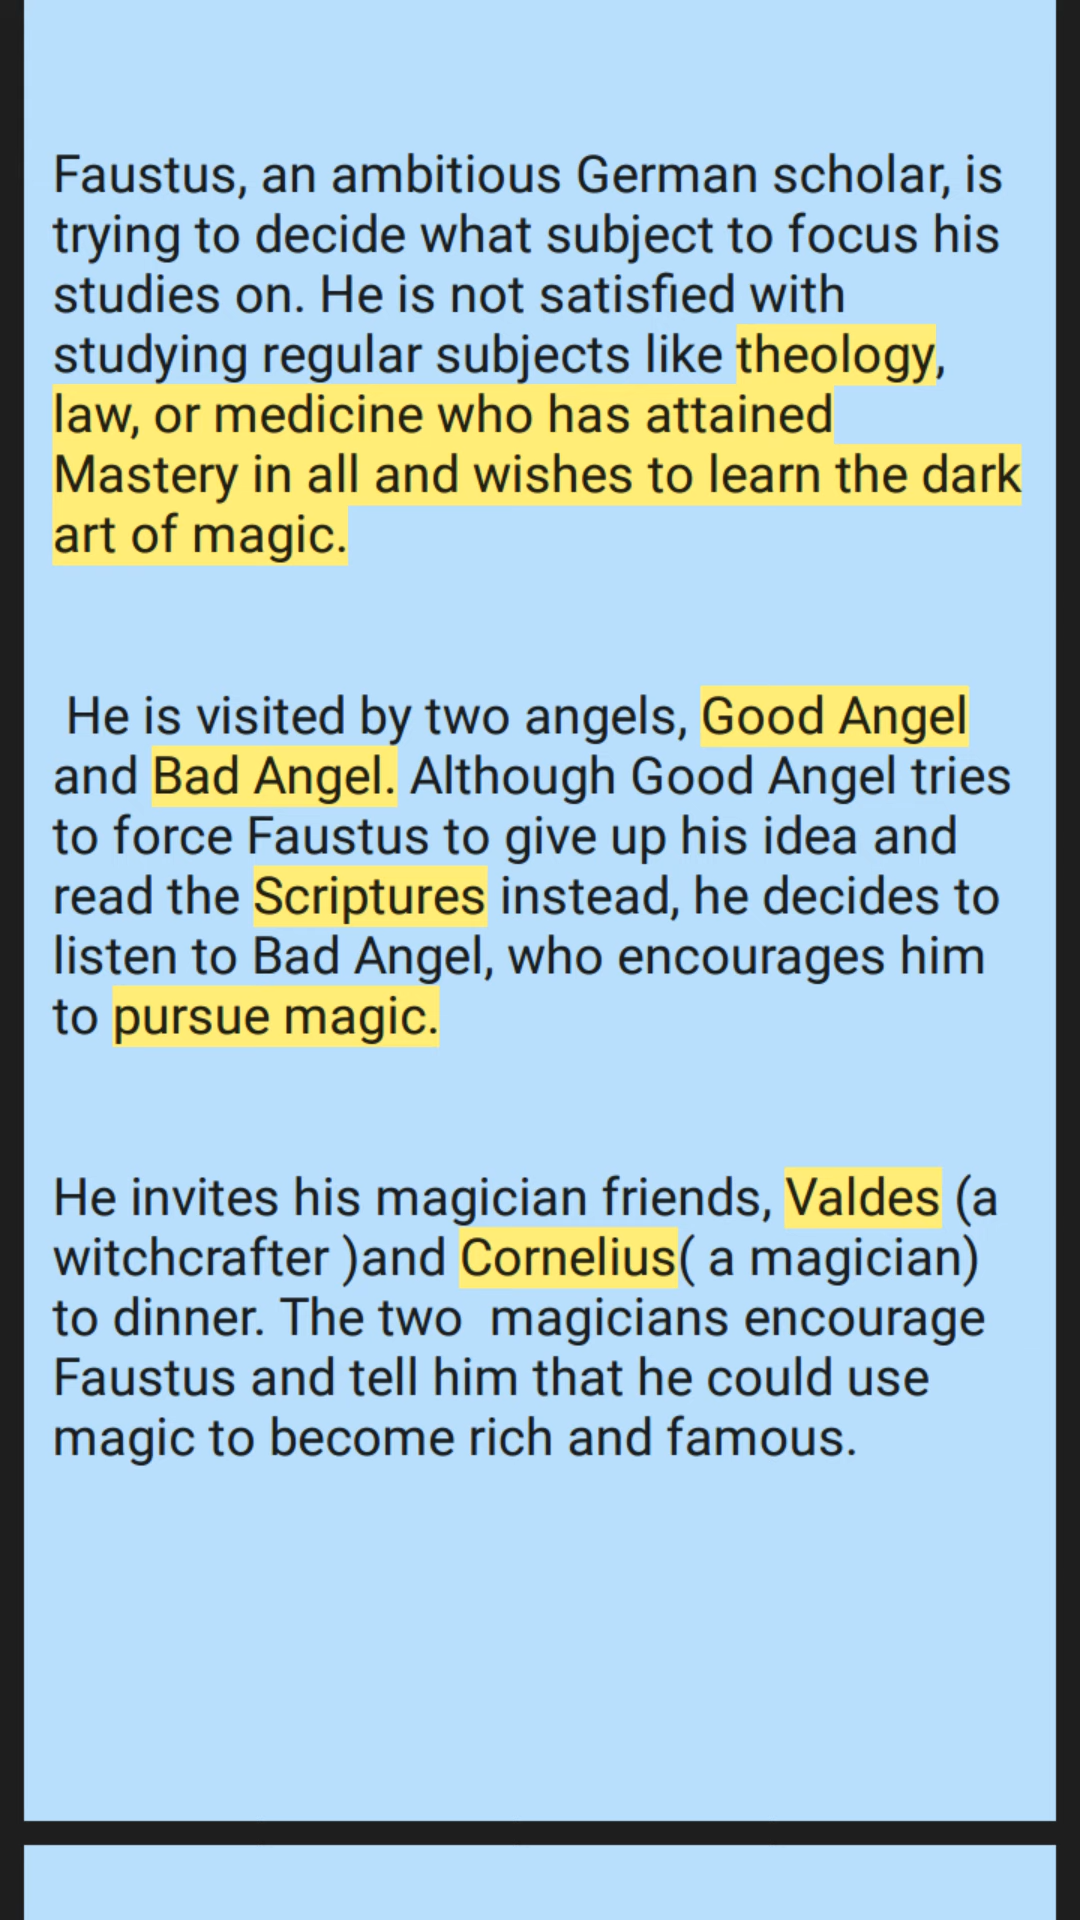 Faustus, an ambitious German scholar, is
trying to decide what subject to focus his
studies on. He is not satisfied with
studying regular subjects like theology,
law, or medicine who has attained
Mastery in all and wishes to learn the dark
art of magic.
He is visited by two angels, Good Angel
and Bad Angel. Although Good Angel tries
to force Faustus to give up his idea and
read the Scriptures instead, he decides to
listen to Bad Angel, who encourages him
to pursue magic.
He invites his magician friends, Valdes (a
witchcrafter )and Cornelius( a magician)
to dinner. The two  magicians encourage
Faustus and tell him that he could use
magic to become rich and famous.